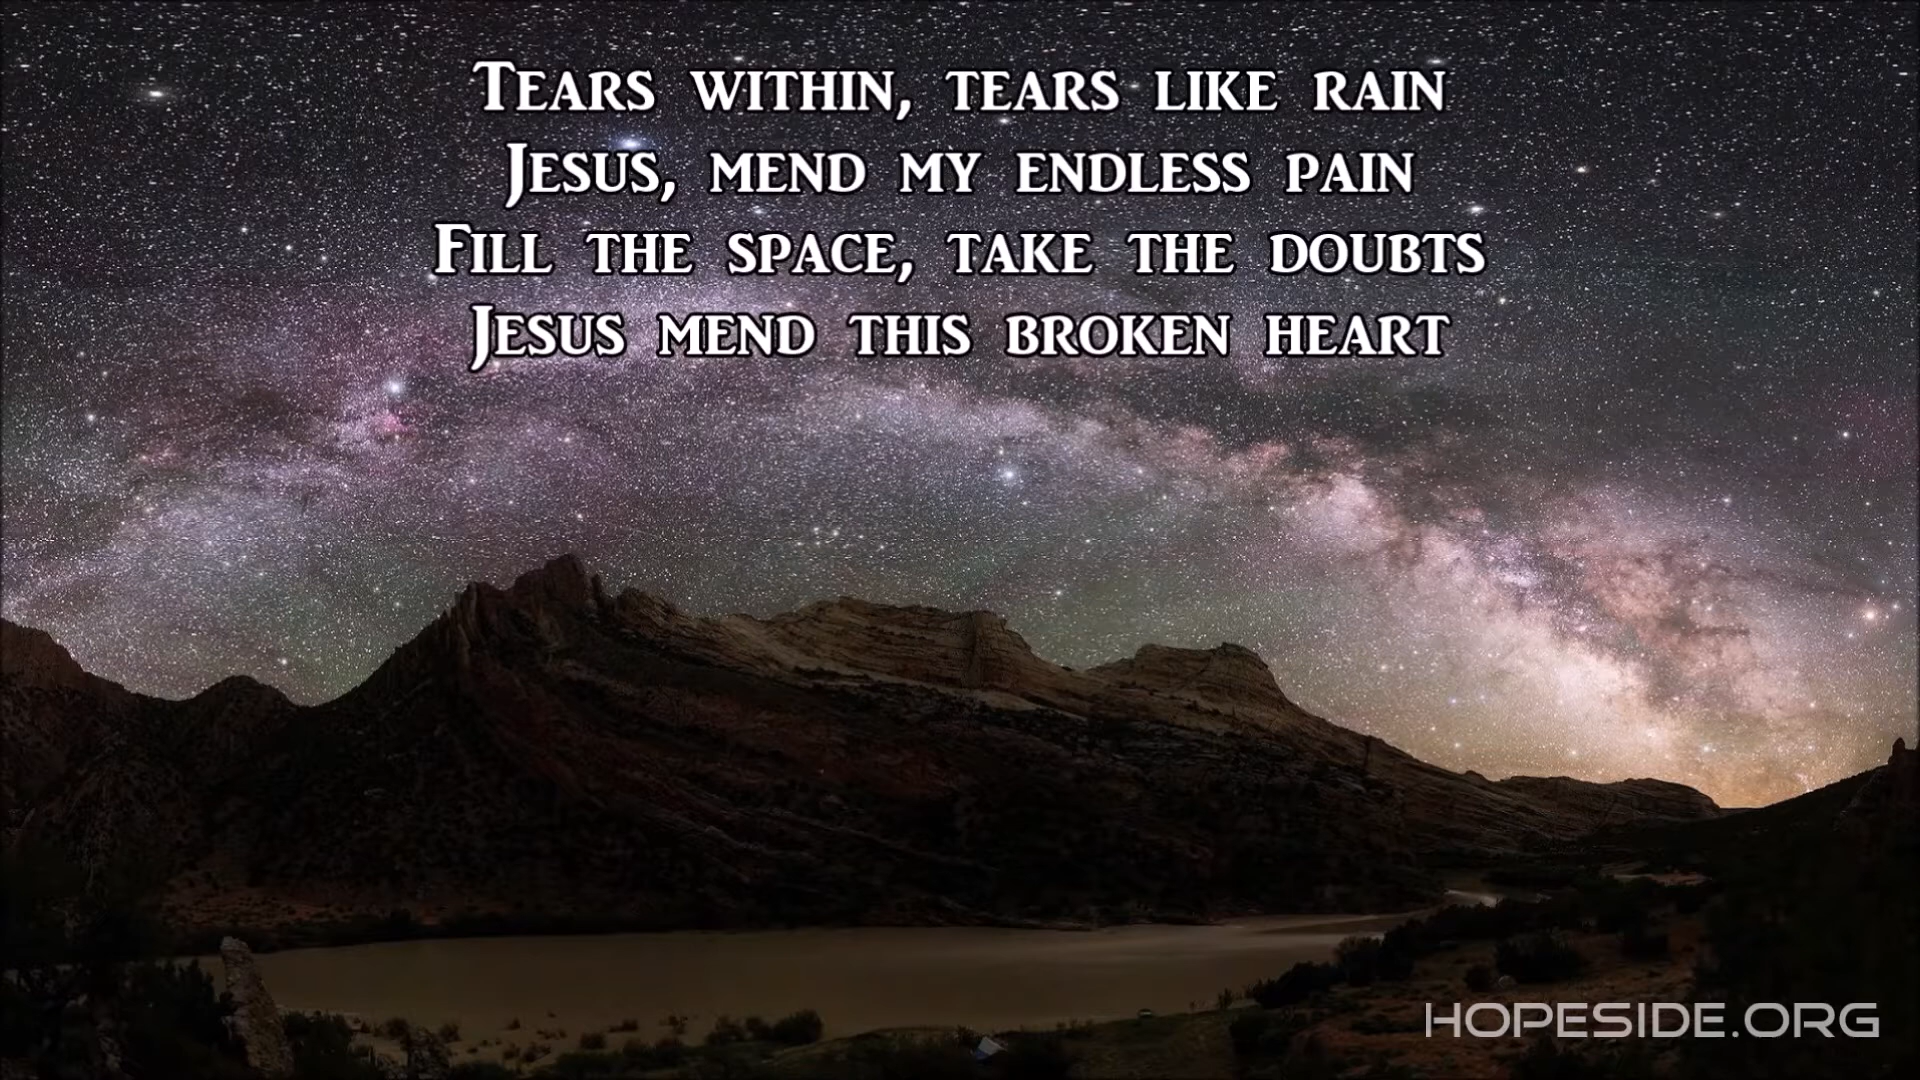 Tears within, tears like rain
Jesus, mend my endless pain
Fill the space, take the doubts
Jesus mend this broken heart
HOPESIDE.ORG